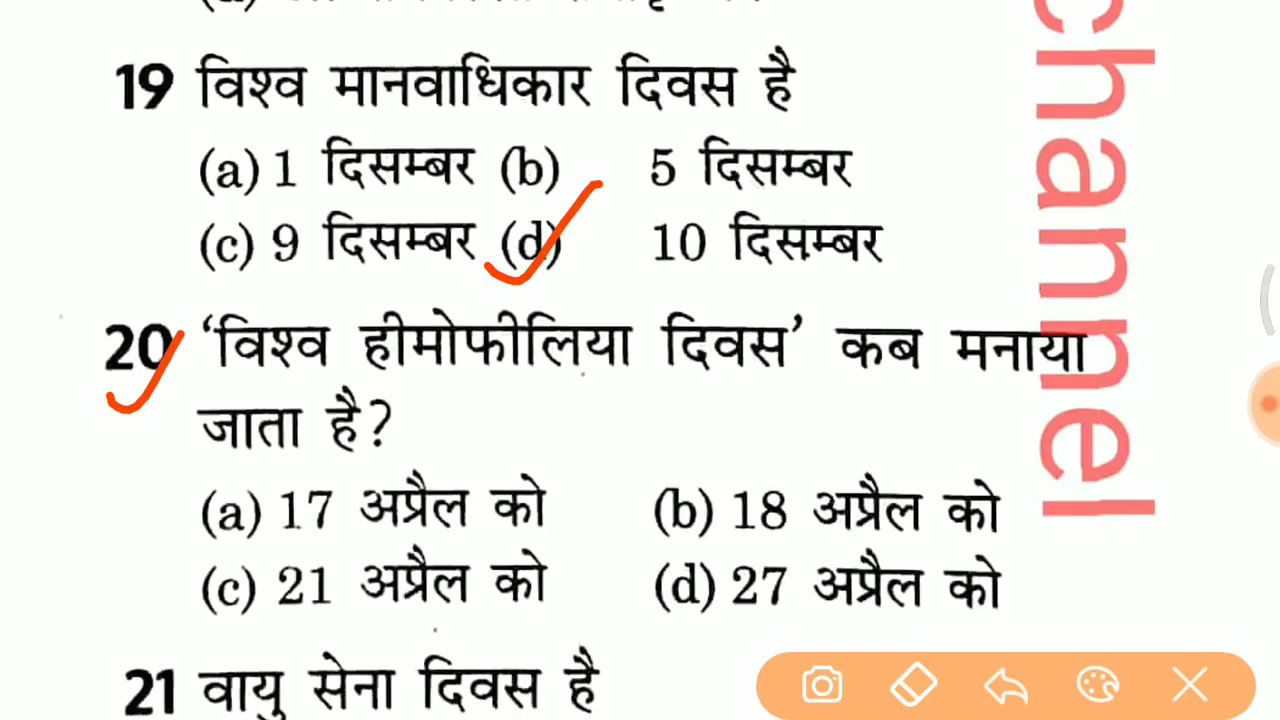 19 विश्व मानवाधिकार दिवस है
(a) 1 दिसम्बर (b) 5 दिसम्बर
(c) 9 दिसम्बर (d) 10 दिसम्बर
20 ‘विश्व हीमोफीलिया दिवस’ कब मनाया
जाता है?
(a) 17 अप्रैल को (b) 18 अप्रैल को
(c) 21 अप्रैल को (d) 27 अप्रैल को
21 वायु सेना दिवस है
channel